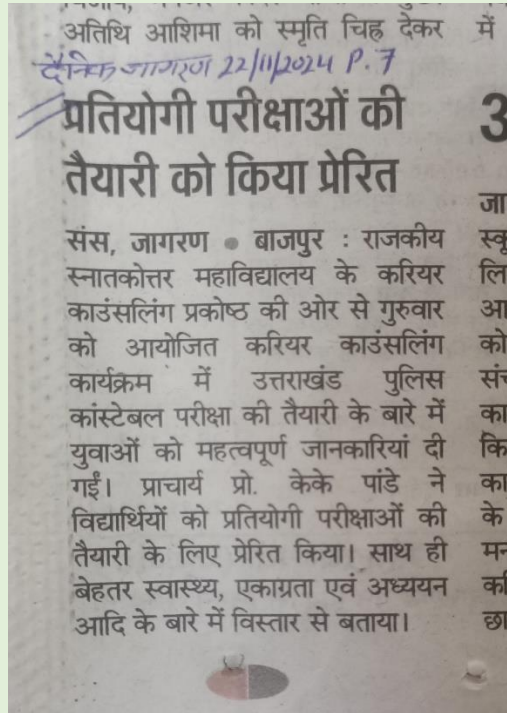 अतिथि आशिमा को स्मृति चिह्न देकर में
दैनिक जागरण 22/11/2024 P. 7
प्रतियोगी परीक्षाओं की
तैयारी को किया प्रेरित
संस, जागरण • बाजपुर : राजकीय
स्नातकोत्तर महाविद्यालय के करियर
काउंसलिंग प्रकोष्ठ की ओर से गुरुवार
को आयोजित करियर काउंसलिंग
कार्यक्रम में उत्तराखंड पुलिस
कांस्टेबल परीक्षा की तैयारी के बारे में
युवाओं को महत्वपूर्ण जानकारियां दी
गईं। प्राचार्य प्रो. केके पांडे ने
विद्यार्थियों को प्रतियोगी परीक्षाओं की
तैयारी के लिए प्रेरित किया। साथ ही
बेहतर स्वास्थ्य, एकाग्रता एवं अध्ययन
आदि के बारे में विस्तार से बताया।